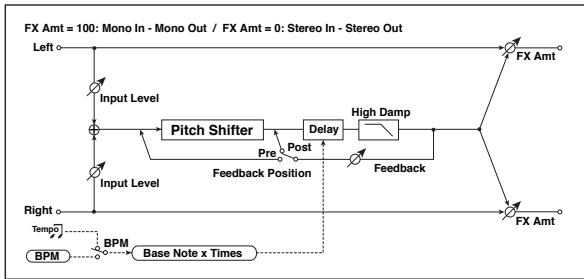 FX Amt = 100: Mono In - Mono Out / FX Amt = 0: Stereo In - Stereo Out
Left
FX Amt
Input Level
High Damp
Pitch Shifter
Delay
Pre
Post
Feedback Position
Feedback
Input Level
Right
FX Amt
Tempo
BPM
BPM
Base Note x Times